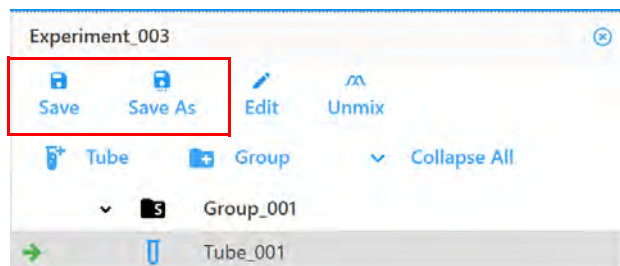 Experiment_003
Save Save As Edit Unmix
Tube Group Collapse All
S Group_001
Tube_001